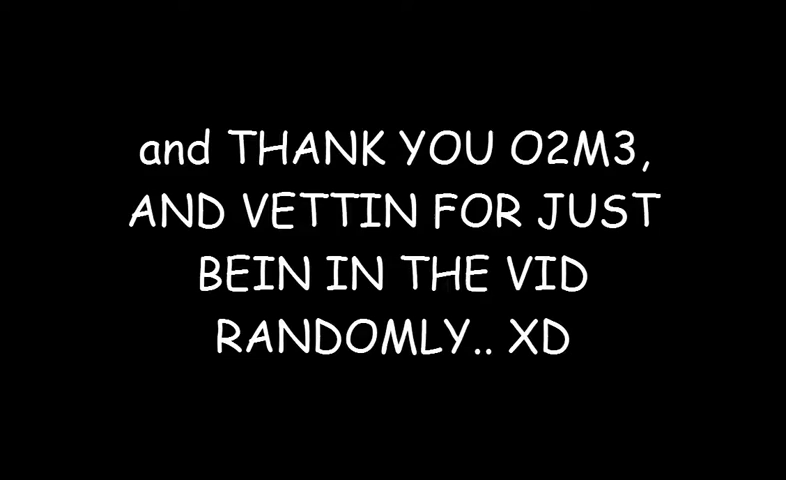 and THANK YOU O2M3,
AND VETTIN FOR JUST
BEIN IN THE VID
RANDOMLY.. XD